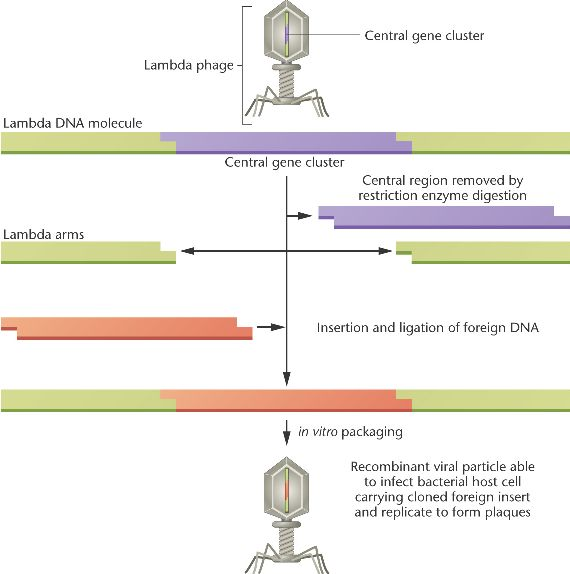 Central gene cluster
Lambda phage
Lambda DNA molecule
Central gene cluster
Central region removed by
restriction enzyme digestion
Lambda arms
Insertion and ligation of foreign DNA
in vitro packaging
Recombinant viral particle able
to infect bacterial host cell
carrying cloned foreign insert
and replicate to form plaques